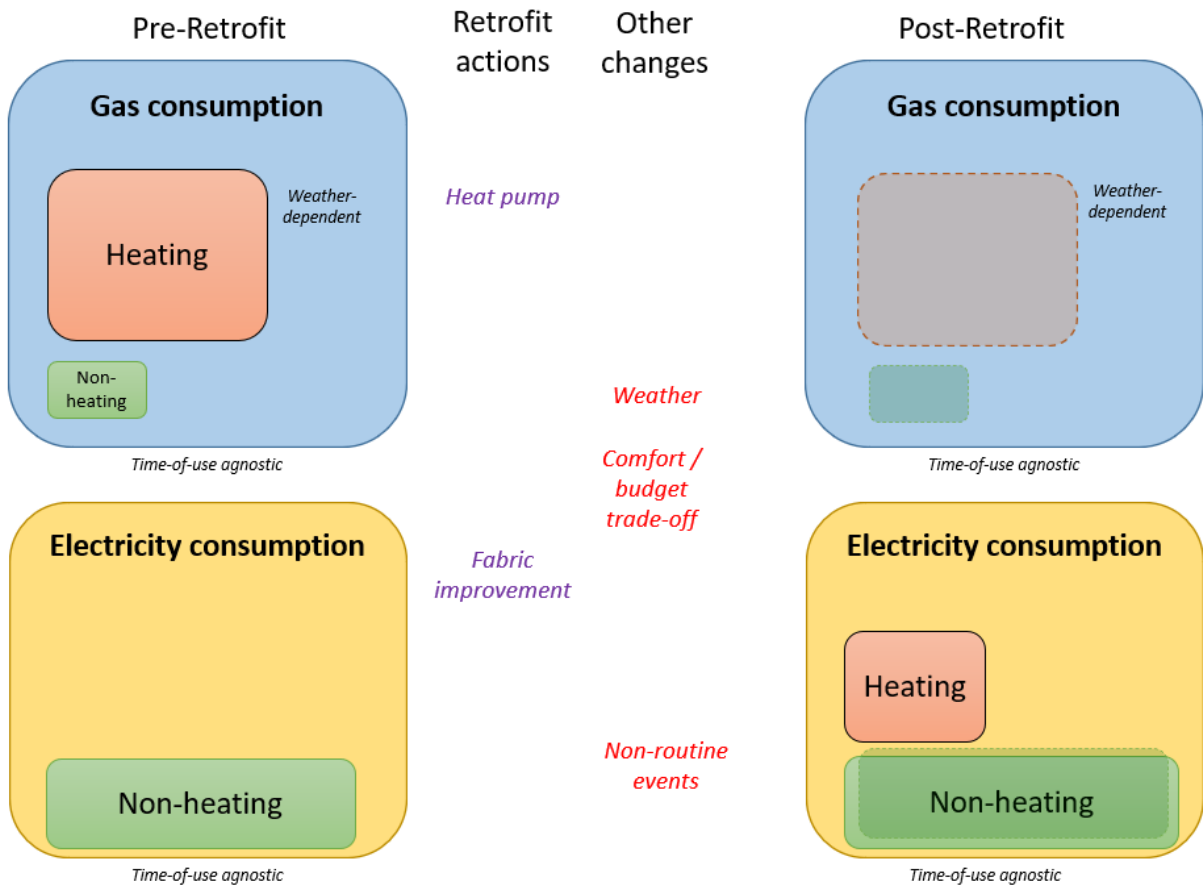 Pre-Retrofit
Retrofit
actions
Other
changes
Post-Retrofit
Gas consumption
Heating
Weather-
dependent
Non-
heating
Time-of-use agnostic
Electricity consumption
Non-heating
Time-of-use agnostic
Heat pump
Fabric
improvement
Weather
Comfort /
budget
trade-off
Non-routine
events
Gas consumption
Weather-
dependent
Time-of-use agnostic
Electricity consumption
Heating
Non-heating
Time-of-use agnostic